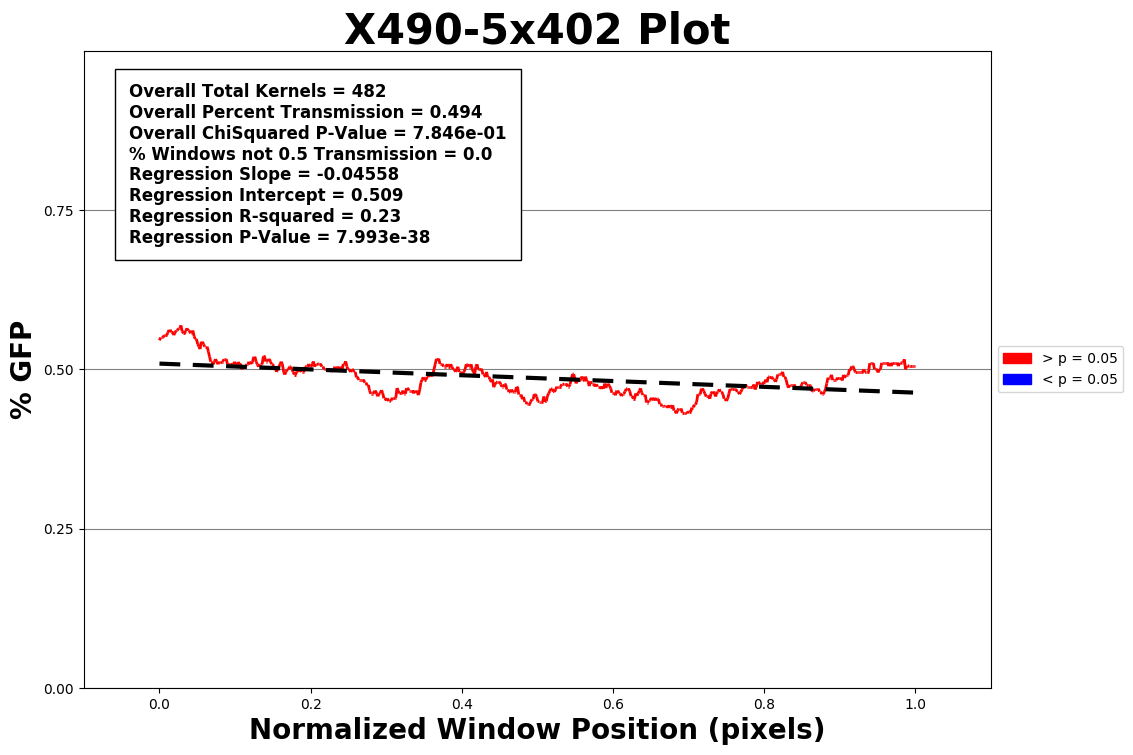 X490-5x402 Plot
Overall Total Kernels = 482
Overall Percent Transmission = 0.494
Overall ChiSquared P-Value = 7.846e-01
% Windows not 0.5 Transmission = 0.0
Regression Slope = -0.04558
Regression Intercept = 0.509
Regression R-squared = 0.23
Regression P-Value = 7.993e-38
% GFP
0.75
0.50
0.25
0.00
> p = 0.05
< p = 0.05
0.0 0.2 0.4 0.6 0.8 1.0
Normalized Window Position (pixels)